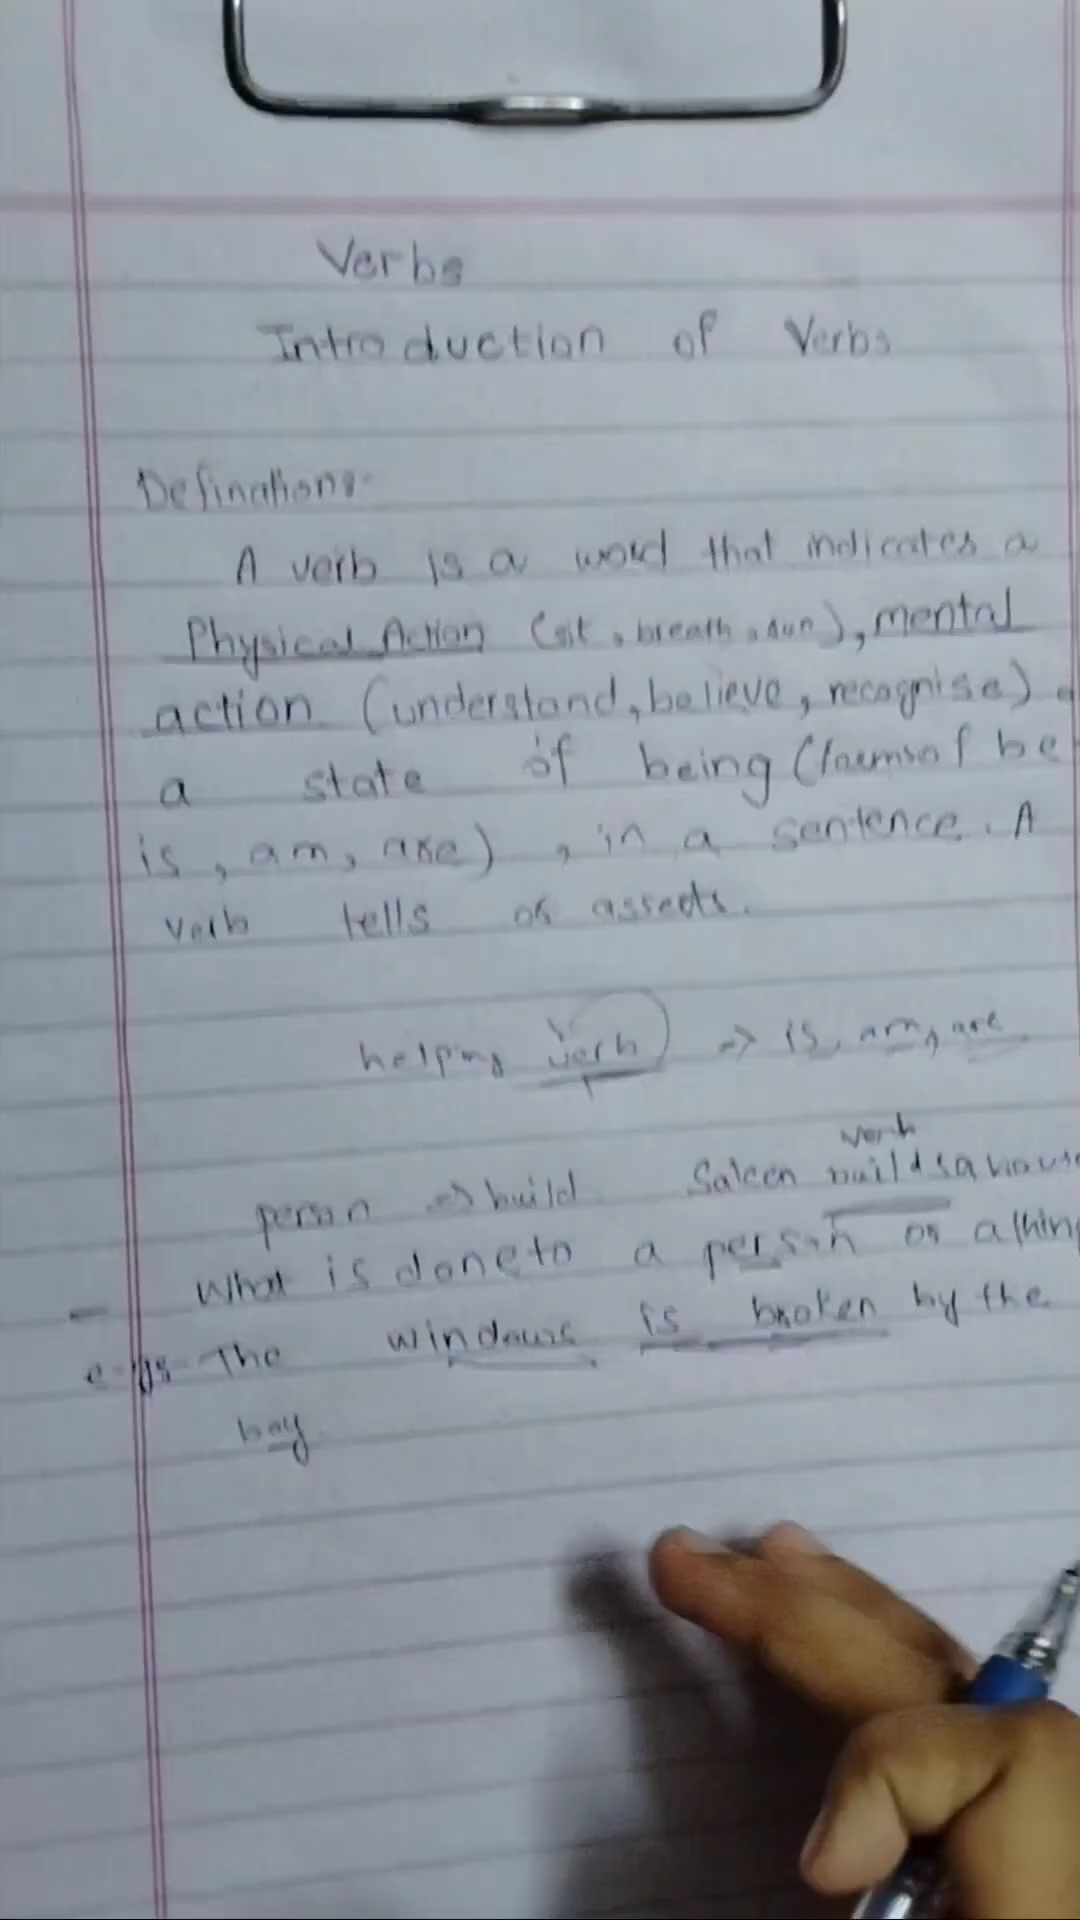 Verbs
Introduction of Verbs
Definations:-
A verb is a word that indicates a
Physical Action (sit, breath, run), mental
action (understand, believe, recognise)
a state of being (forms of be
is, am, are), in a sentence. A
verb tells or asserts.
helping verb => is, am, are
verb
person => build Saleen builds a house
- What is done to a person or a thing
e.g:- The windows is broken by the
boy.